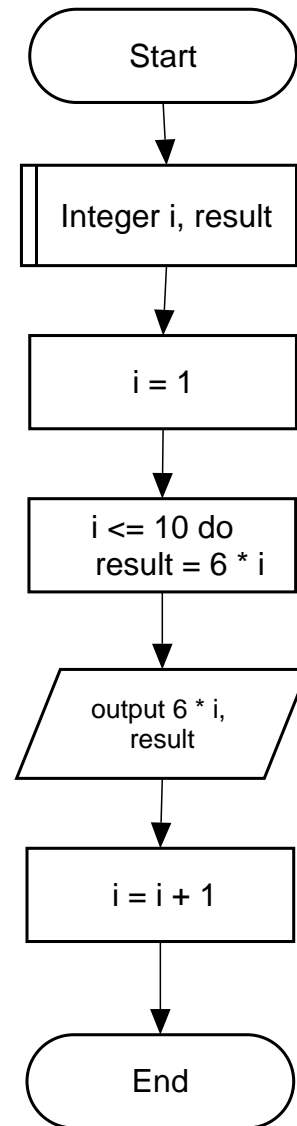 Start
Integer i, result
i = 1
i <= 10 do
result = 6 * i
output 6 * i,
result
i = i + 1
End